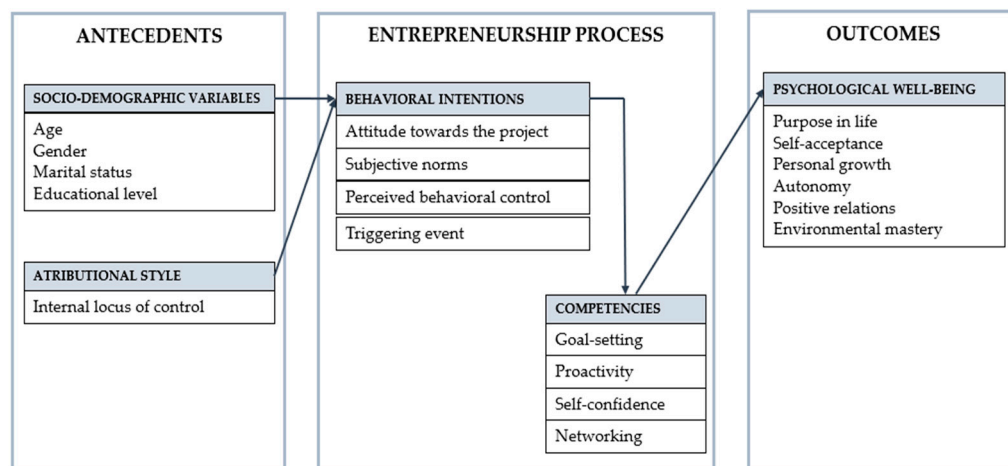 ANTECEDENTS
SOCIO-DEMOGRAPHIC VARIABLES
Age
Gender
Marital status
Educational level
ATRIBUTIONAL STYLE
Internal locus of control
ENTREPRENEURSHIP PROCESS
BEHAVIORAL INTENTIONS
Attitude towards the project
Subjective norms
Perceived behavioral control
Triggering event
COMPETENCIES
Goal-setting
Proactivity
Self-confidence
Networking
OUTCOMES
PSYCHOLOGICAL WELL-BEING
Purpose in life
Self-acceptance
Personal growth
Autonomy
Positive relations
Environmental mastery